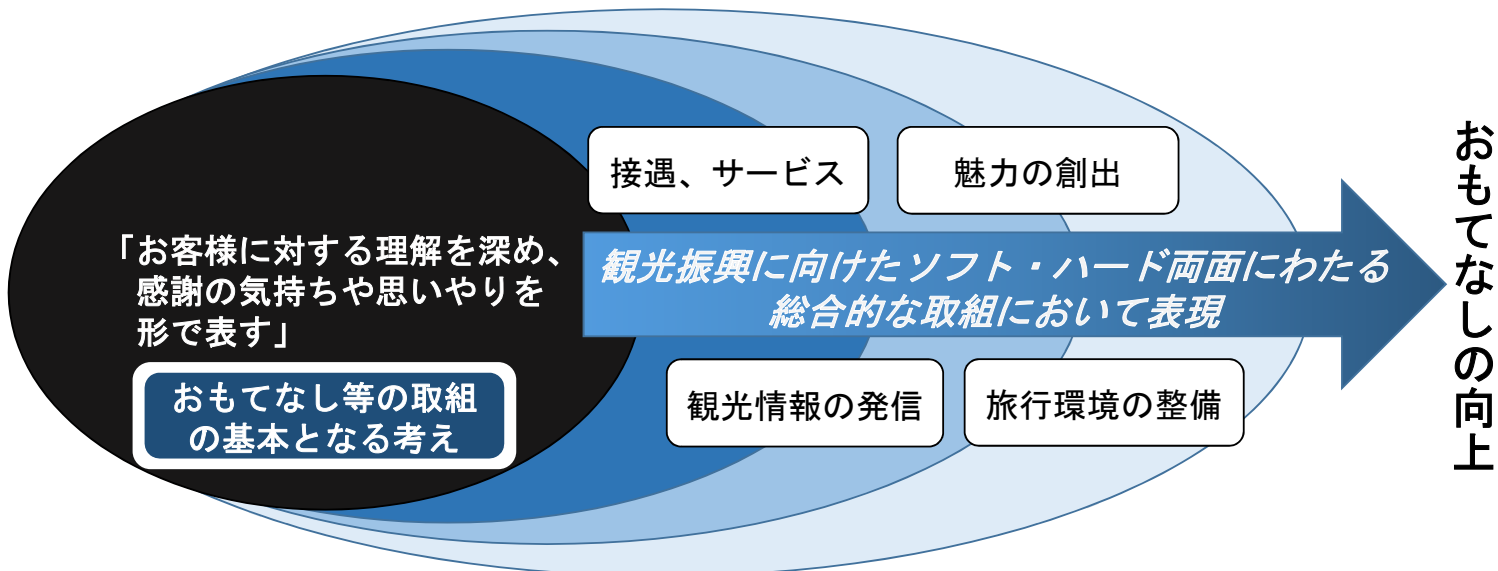 「お客様に対する理解を深め、
感謝の気持ちや思いやりを
形で表す」
おもてなし等の取組
の基本となる考え
接遇、サービス
魅力の創出
観光振興に向けたソフト・ハード両面にわたる
総合的な取組において表現
観光情報の発信
旅行環境の整備
おもてなしの向上